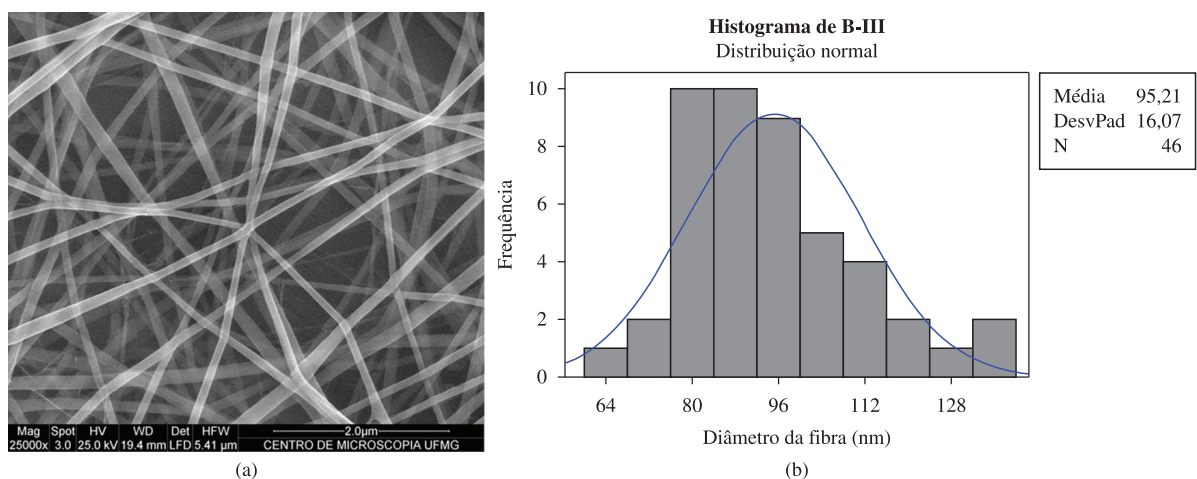 Mag Spot HV WD Det HFW 2.0µm
25000x 3.0 25.0 kV 19.4 mm LFD 5.41 µm CENTRO DE MICROSCOPIA UFMG
(a)
Histograma de B-III
Distribuição normal
Média 95,21
DesvPad 16,07
N 46
Frequência
10
8
6
4
2
0
64 80 96 112 128
Diâmetro da fibra (nm)
(b)